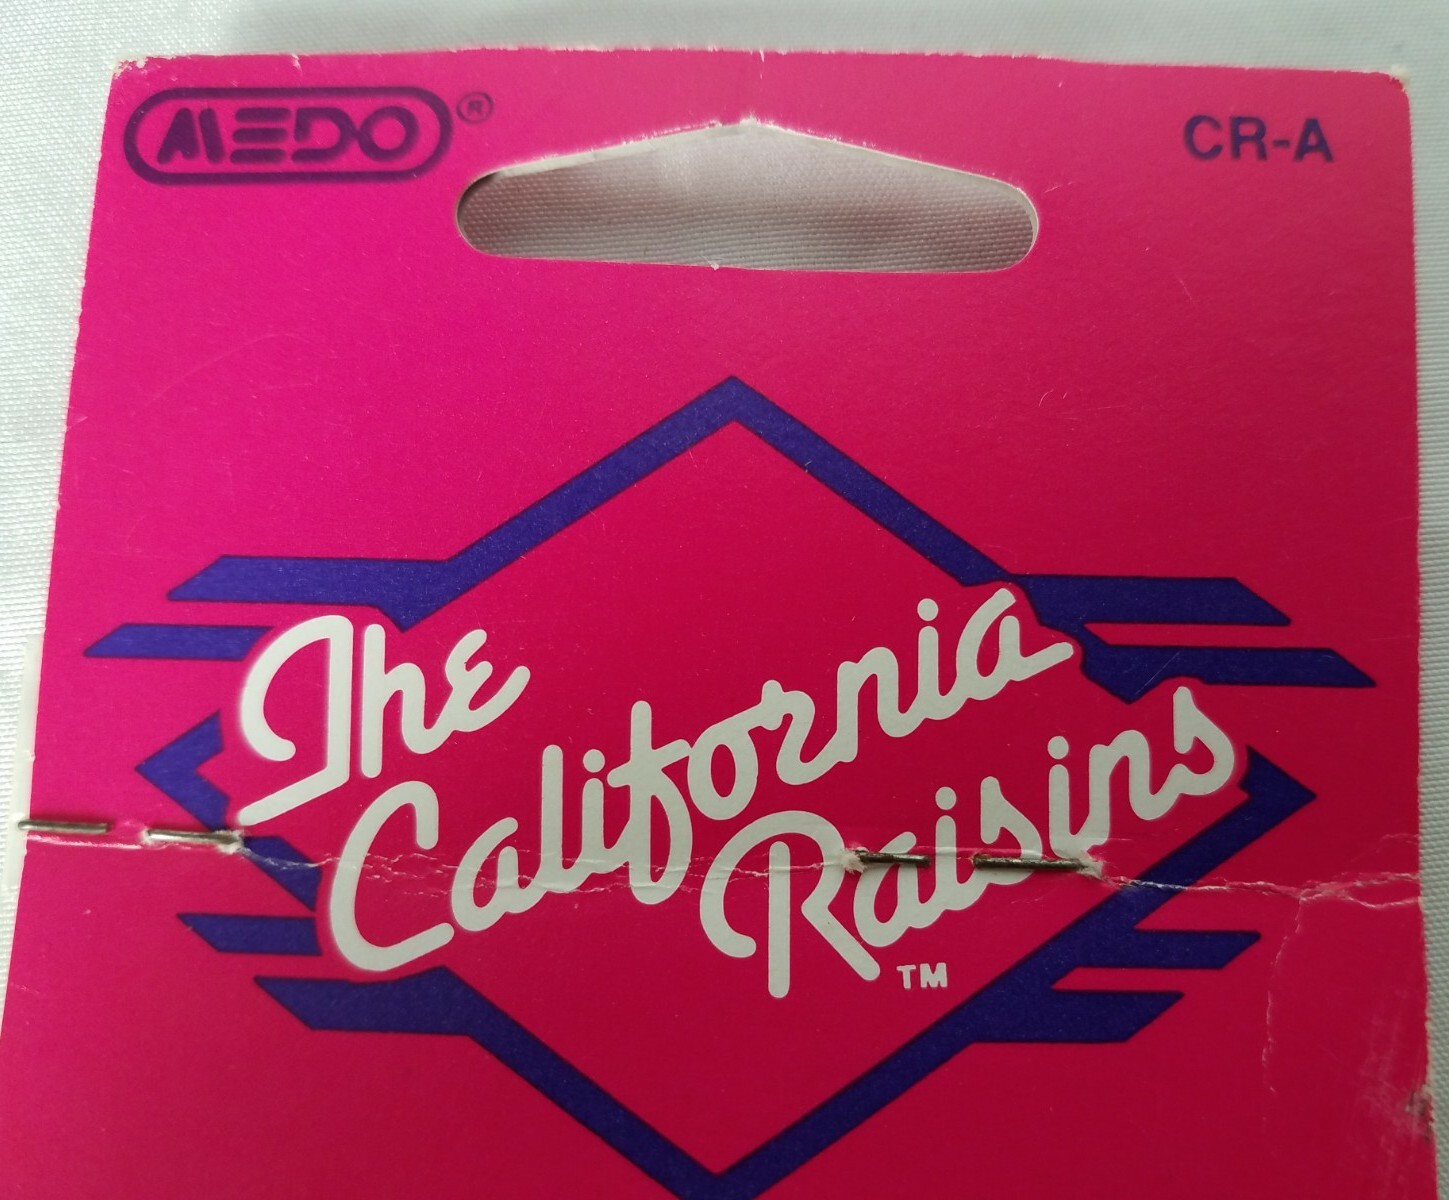 MEDO®
CR-A
The
California
Raisins
TM